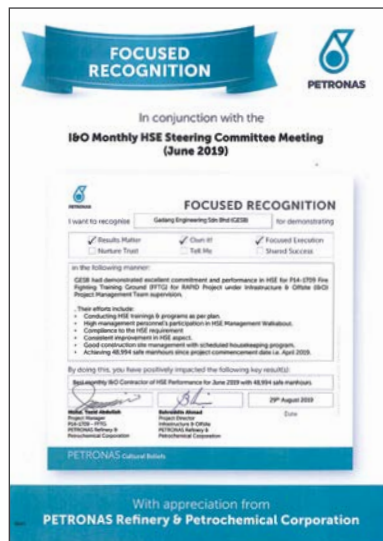 FOCUSED
RECOGNITION
PETRONAS
In conjunction with the
I&O Monthly HSE Steering Committee Meeting
(June 2019)
PETRONAS
FOCUSED RECOGNITION
I want to recognise Gadang Engineering Sdn Bhd (GESB) for demonstrating
Results Matter Own it! Focused Execution
Nurture Trust Tell Me Shared Success
in the following manner:
GESB had demonstrated excellent commitment and performance in HSE for P14-1709 Fire
Fighting Training Ground (FFTG) for RAPID Project under Infrastructure & Offsite (I&O)
Project Management Team supervision.
Their efforts include:
• Conducting HSE trainings & programs as per plan.
• High management personnel's participation in HSE Management Walkabout.
• Compliance to the HSE requirement
• Consistent improvement in HSE aspect.
• Good construction site management with scheduled housekeeping program.
• Achieving 48,994 safe manhours since project commencement date i.e. April 2019.
By doing this, you have positively impacted the following key result(s):
Best monthly I&O Contractor of HSE Performance for June 2019 with 48,994 safe manhours
29th August 2019
Abdullah Date
Project Manager Project Director
P14-1709 - FFTG Infrastructure & Offsite
PETRONAS Refinery & PETRONAS Refinery &
Petrochemical Corporation Petrochemical Corporation
PETRONAS Cultural Beliefs
With appreciation from
PETRONAS Refinery & Petrochemical Corporation